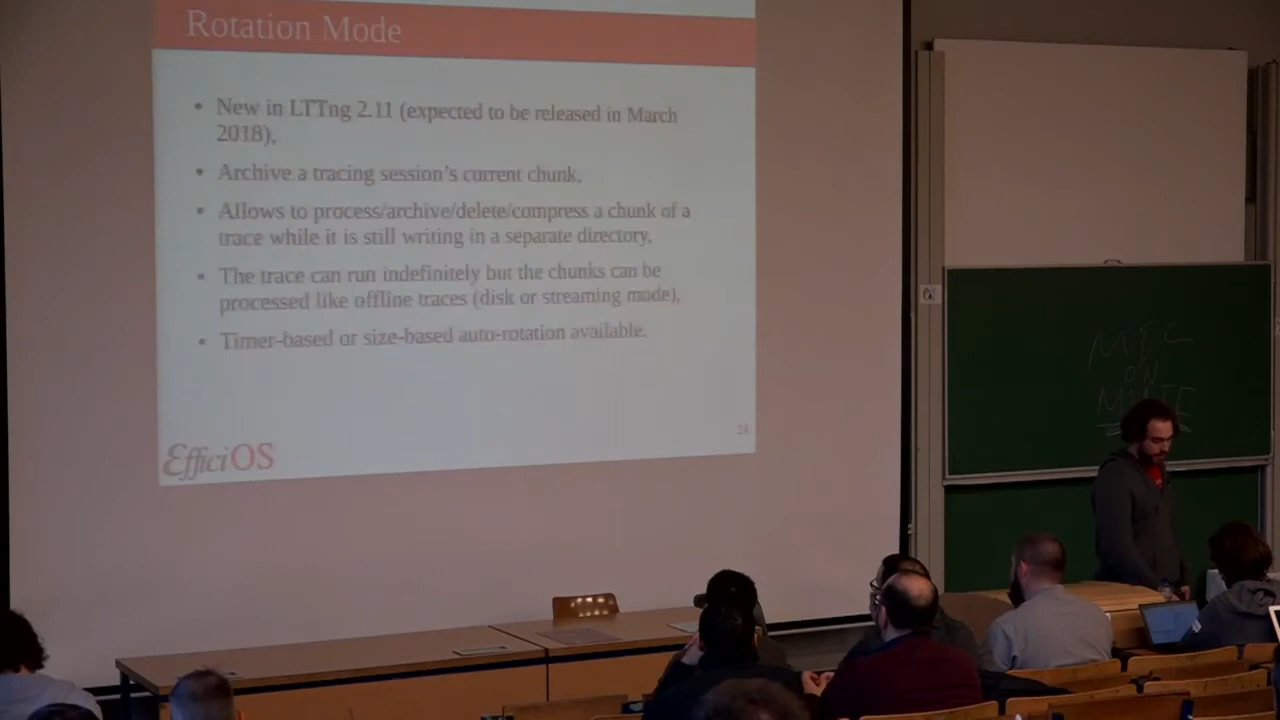 Rotation Mode
• New in LTTng 2.11 (expected to be released in March
2018),
• Archive a tracing session's current chunk,
• Allows to process/archive/delete/compress a chunk of a
trace while it is still writing in a separate directory,
• The trace can run indefinitely but the chunks can be
processed like offline traces (disk or streaming mode),
• Timer-based or size-based auto-rotation available.
EfficiOS
MIC
ON